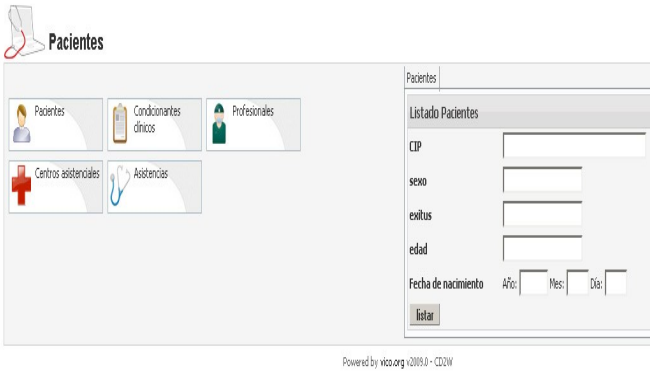 Pacientes
Pacientes
Condicionantes
clínicos
Profesionales
Centros asistenciales
Asistencias
Pacientes
Listado Pacientes
CIP
sexo
exitus
edad
Fecha de nacimiento Año: Mes: Día:
listar
Powered by vico.org v2009.0 - CD2W